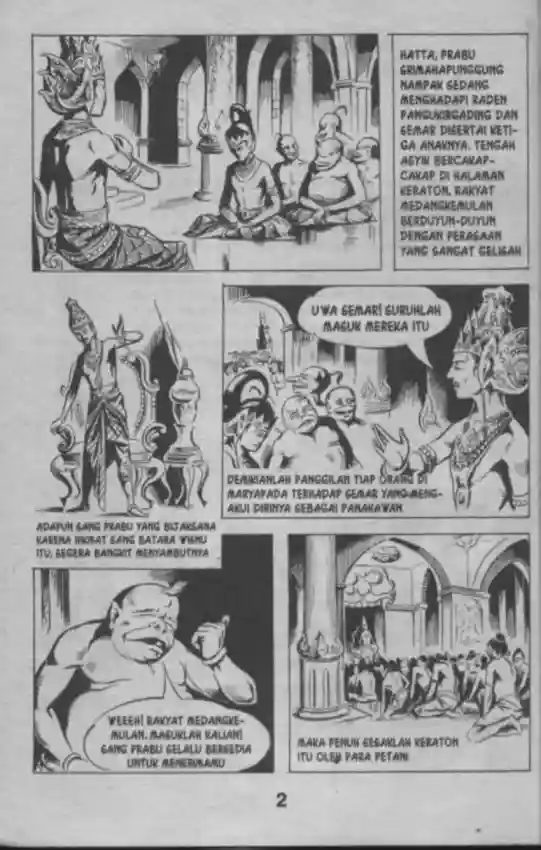 HATTA, PRABU
SRIMAHAPUNGGUNG
NAMPAK SEDANG
MENGHADAPI RADEN
PANGUKIRGADING DAN
SEMAR DISERTAI KETI-
GA ANAKNYA. TENGAH
ASYIK BERCAKAP-
CAKAP DI HALAMAN
KERATON, RAKYAT
MEDANGKEMULAN
BERDUYUN-DUYUN
DENGAN PERASAAN
YANG SANGAT GELISAH
ADAPUN SANG PRABU YANG BIJAKSANA
KARENA HIKMAT SANG BATARA WISNU
ITU, SEGERA BANGKIT MENYAMBUTNYA
UWA SEMAR! SURUHLAH
MASUK MEREKA ITU
DEMIKIANLAH PANGGILAN TIAP ORANG DI
MARYAPADA TERHADAP SEMAR YANG MENG-
AKUI DIRINYA SEBAGAI PANAKAWAN
WEEEH! RAKYAT MEDANGKE-
MULAN, MASUKLAH KALIAN!
SANG PRABU SELALU BERSEDIA
UNTUK MENERIMAMU
MAKA PENUH SESAKLAH KERATON
ITU OLEH PARA PETANI
2